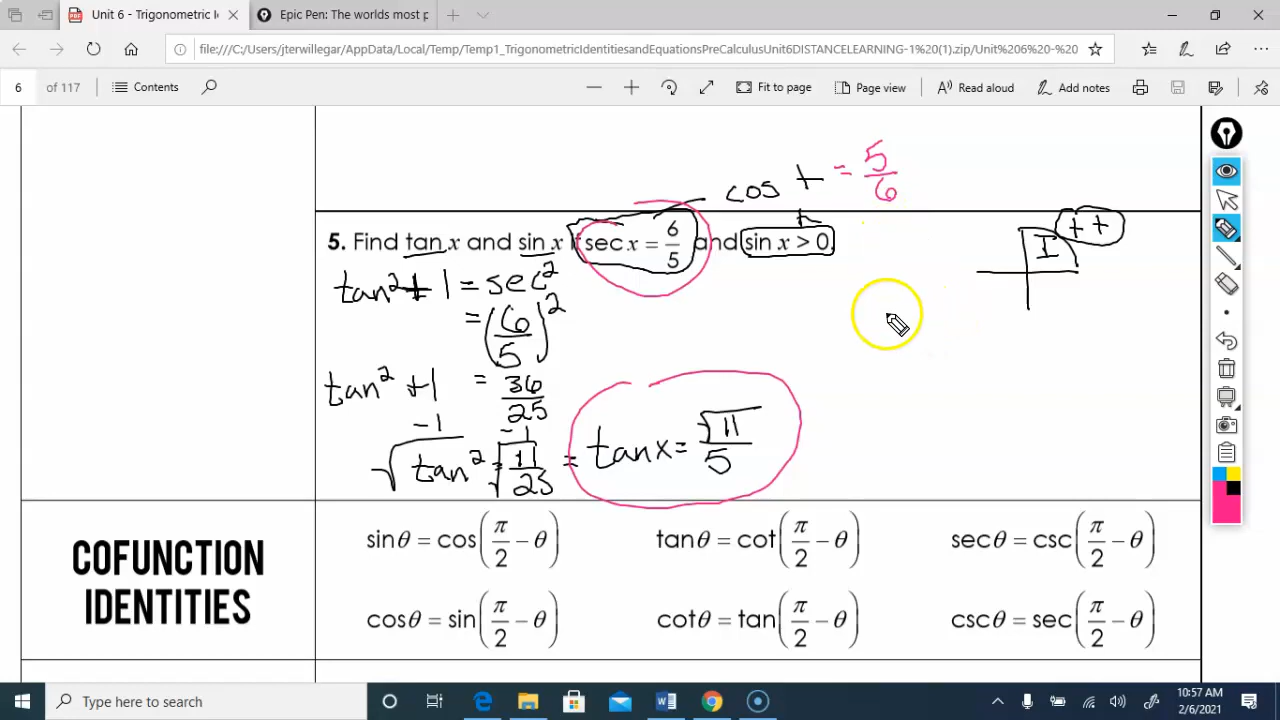 Unit 6 - Trigonometric I
Epic Pen: The worlds most p
file:///C:/Users/jterwillegar/AppData/Local/Temp/Temp1_TrigonometricIdentitiesandEquationsPreCalculusUnit6DISTANCELEARNING-1%20(1).zip/Unit%206%20-%20
6 of 117 Contents Fit to page Page view Read aloud Add notes
cos + = 5/6
5. Find tan x and sin x if sec x = 6/5 and sin x > 0.
+
I ++
tan² + 1 = sec²
= (6/5)²
tan² + 1 = 36/25
-1 -1
√tan² = √11/25 = tan x = √11/5
COFUNCTION
IDENTITIES
sinθ = cos(π/2 − θ) tanθ = cot(π/2 − θ) secθ = csc(π/2 − θ)
cosθ = sin(π/2 − θ) cotθ = tan(π/2 − θ) cscθ = sec(π/2 − θ)
Type here to search
10:57 AM
2/6/2021